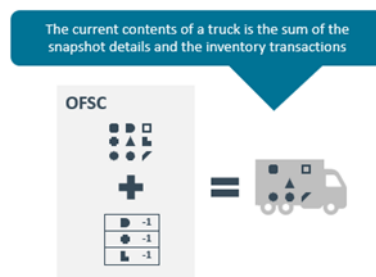 The current contents of a truck is the sum of the
snapshot details and the inventory transactions
OFSC
-1
-1
-1